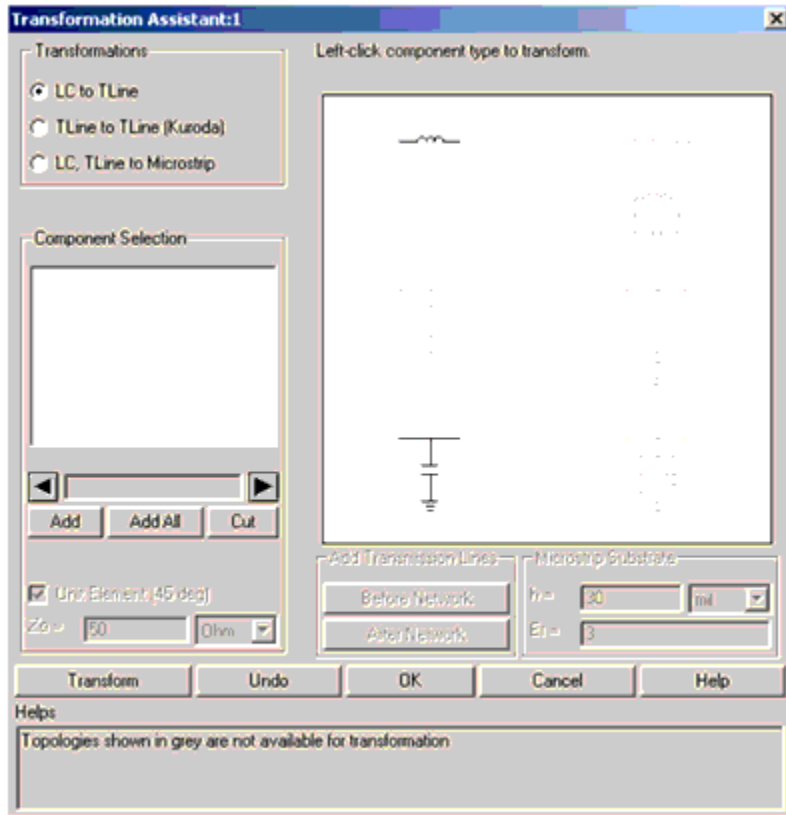 Transformation Assistant:1
Transformations
Left-click component type to transform.
LC to TLine
TLine to TLine (Kuroda)
LC, TLine to Microstrip
Component Selection
Add
Add All
Cut
Add Transmission Lines
Microstrip Substrate
Unit Element (45 deg)
Before Network
h = 30 mil
Zo = 50 Ohm
After Network
Er = 3
Transform
Undo
OK
Cancel
Help
Helps
Topologies shown in grey are not available for transformation